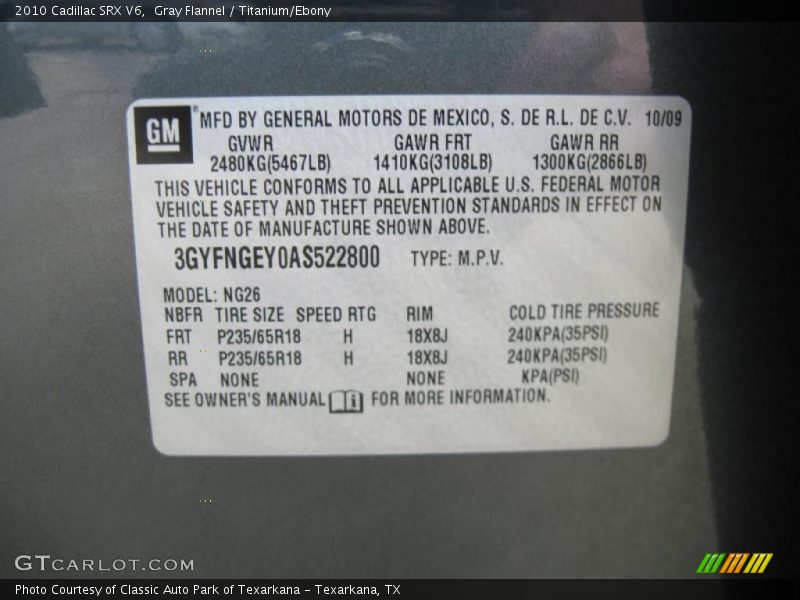 2010 Cadillac SRX V6,  Gray Flannel / Titanium/Ebony
GM ® MFD BY GENERAL MOTORS DE MEXICO, S. DE R.L. DE C.V. 10/09
GVWR GAWR FRT GAWR RR
2480KG(5467LB) 1410KG(3108LB) 1300KG(2866LB)
THIS VEHICLE CONFORMS TO ALL APPLICABLE U.S. FEDERAL MOTOR
VEHICLE SAFETY AND THEFT PREVENTION STANDARDS IN EFFECT ON
THE DATE OF MANUFACTURE SHOWN ABOVE.
3GYFNGEY0AS522800 TYPE: M.P.V.
MODEL: NG26
NBFR TIRE SIZE SPEED RTG RIM COLD TIRE PRESSURE
FRT P235/65R18 H 18X8J 240KPA(35PSI)
RR P235/65R18 H 18X8J 240KPA(35PSI)
SPA NONE NONE KPA(PSI)
SEE OWNER'S MANUAL i FOR MORE INFORMATION.
GTCARLOT.COM
Photo Courtesy of Classic Auto Park of Texarkana - Texarkana, TX